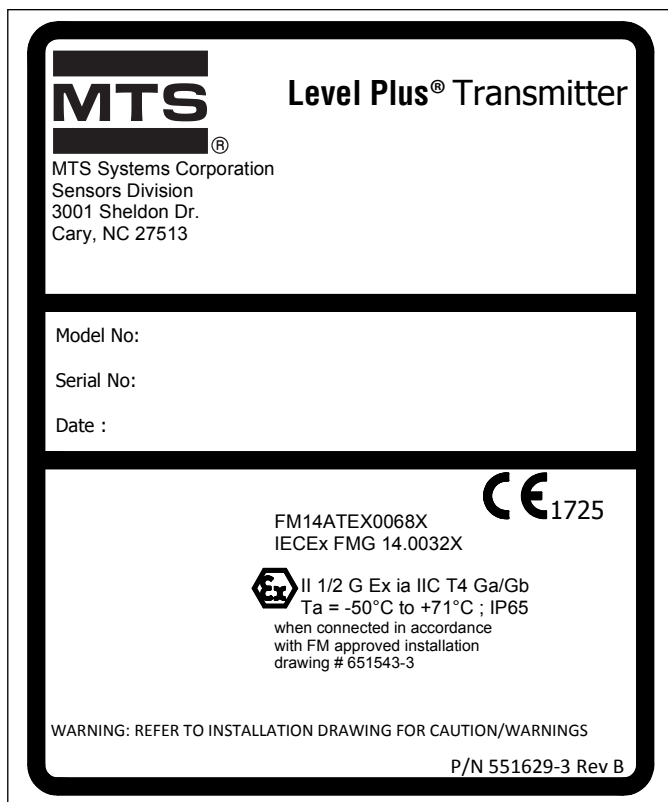 MTS
®
Level Plus® Transmitter
MTS Systems Corporation
Sensors Division
3001 Sheldon Dr.
Cary, NC 27513
Model No:
Serial No:
Date :
CE 1725
FM14ATEX0068X
IECEx FMG 14.0032X
Ex II 1/2 G Ex ia IIC T4 Ga/Gb
Ta = -50°C to +71°C ; IP65
when connected in accordance
with FM approved installation
drawing # 651543-3
WARNING: REFER TO INSTALLATION DRAWING FOR CAUTION/WARNINGS
P/N 551629-3 Rev B